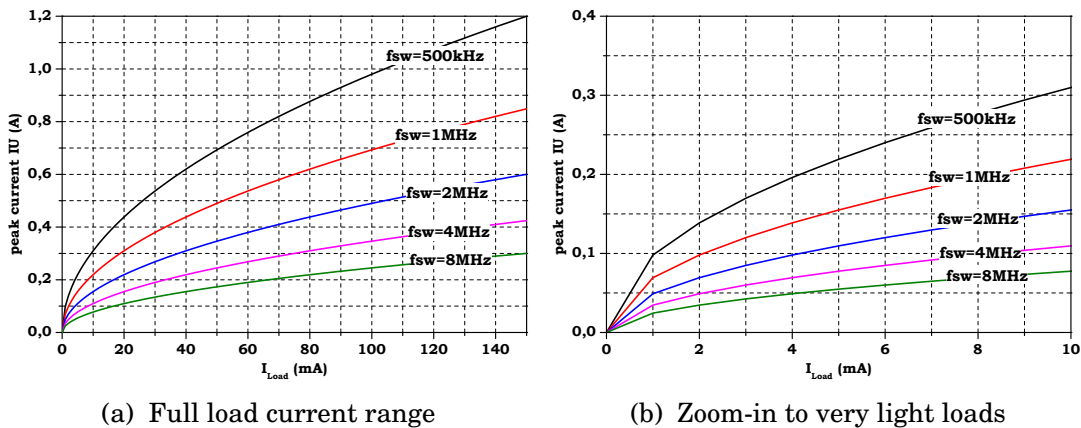 1,2
1,0
0,8
0,6
0,4
0,2
0,0
peak current IU (A)
fsw=500kHz
fsw=1MHz
fsw=2MHz
fsw=4MHz
fsw=8MHz
0 20 40 60 80 100 120 140
I_Load (mA)
(a) Full load current range
0,4
0,3
0,2
0,1
0,0
peak current IU (A)
fsw=500kHz
fsw=1MHz
fsw=2MHz
fsw=4MHz
fsw=8MHz
0 2 4 6 8 10
I_Load (mA)
(b) Zoom-in to very light loads